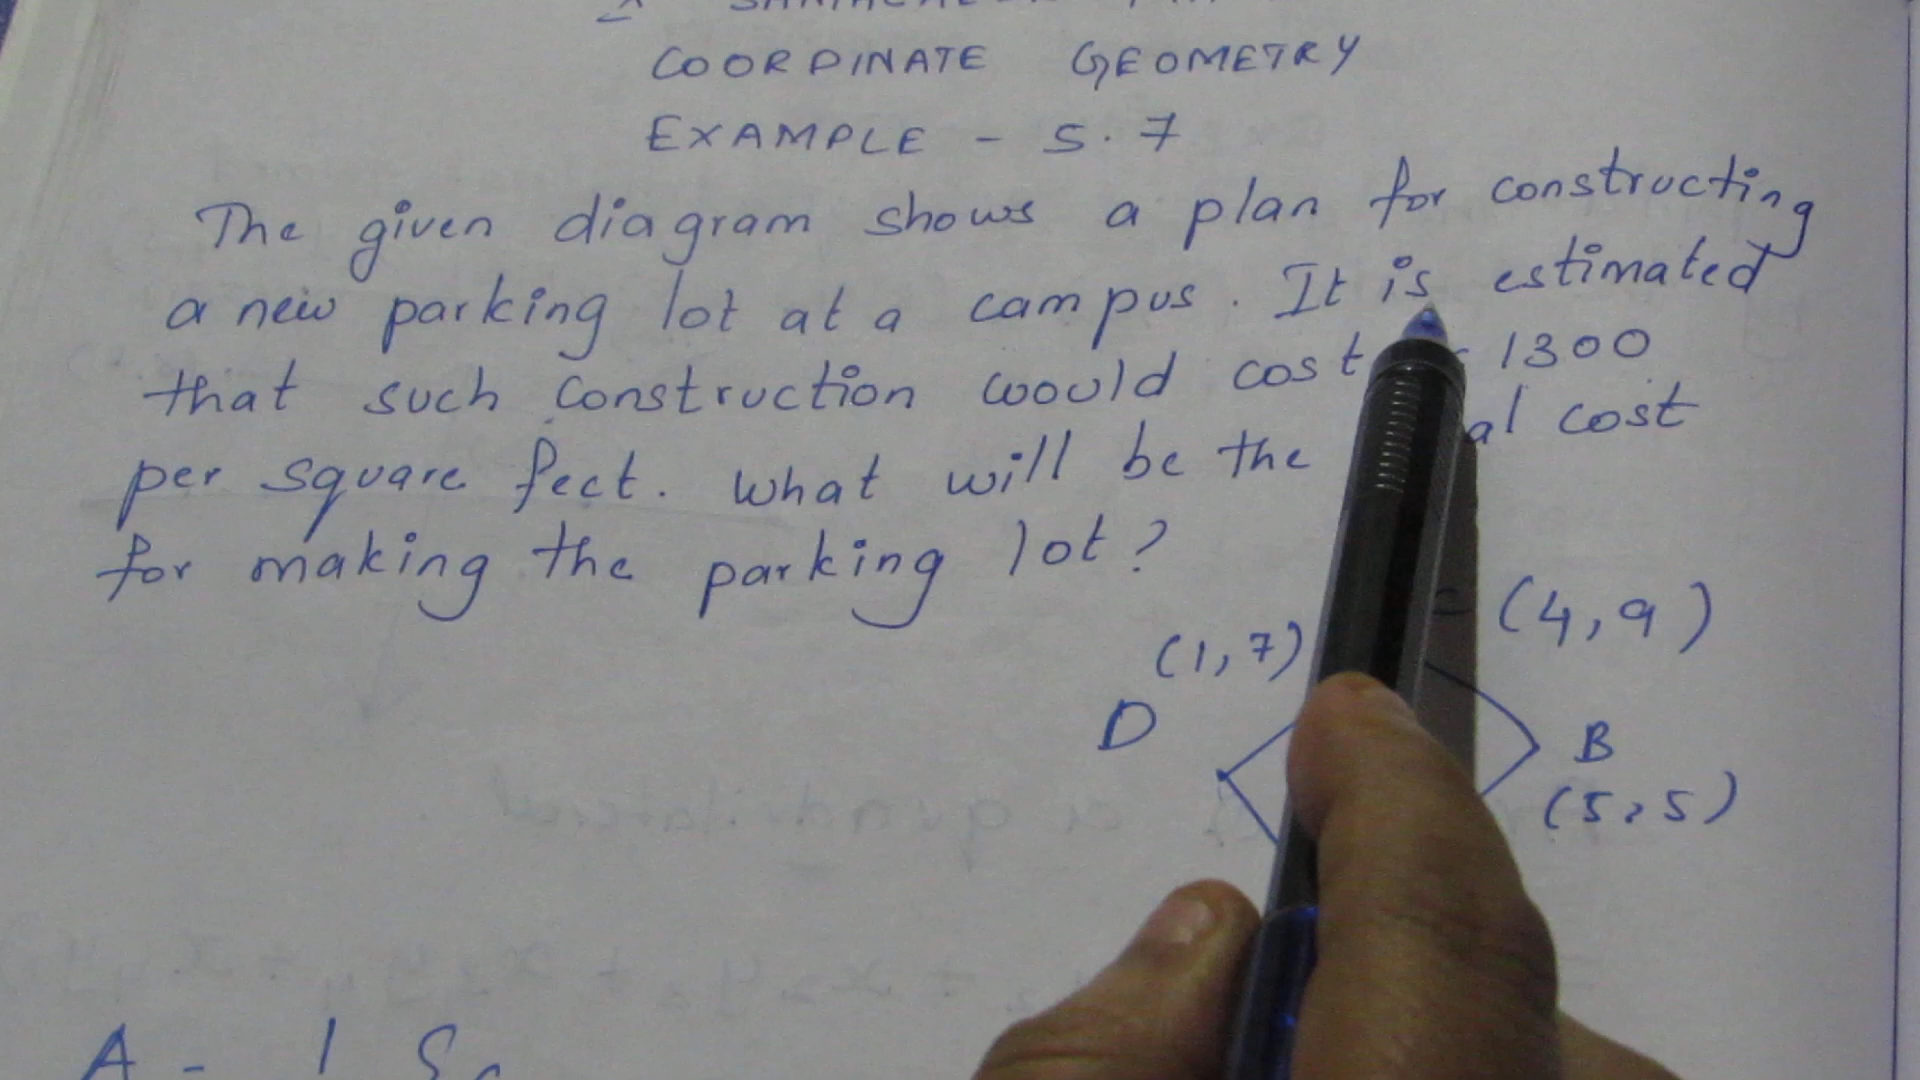 COORDINATE GEOMETRY
EXAMPLE - 5.7
The given diagram shows a plan for constructing
a new parking lot at a campus. It is estimated
that such construction would cost 1300
per square feet. What will be the al cost
for making the parking lot?
C (4,9)
(1,7)
D
B
(5,5)
A - 1